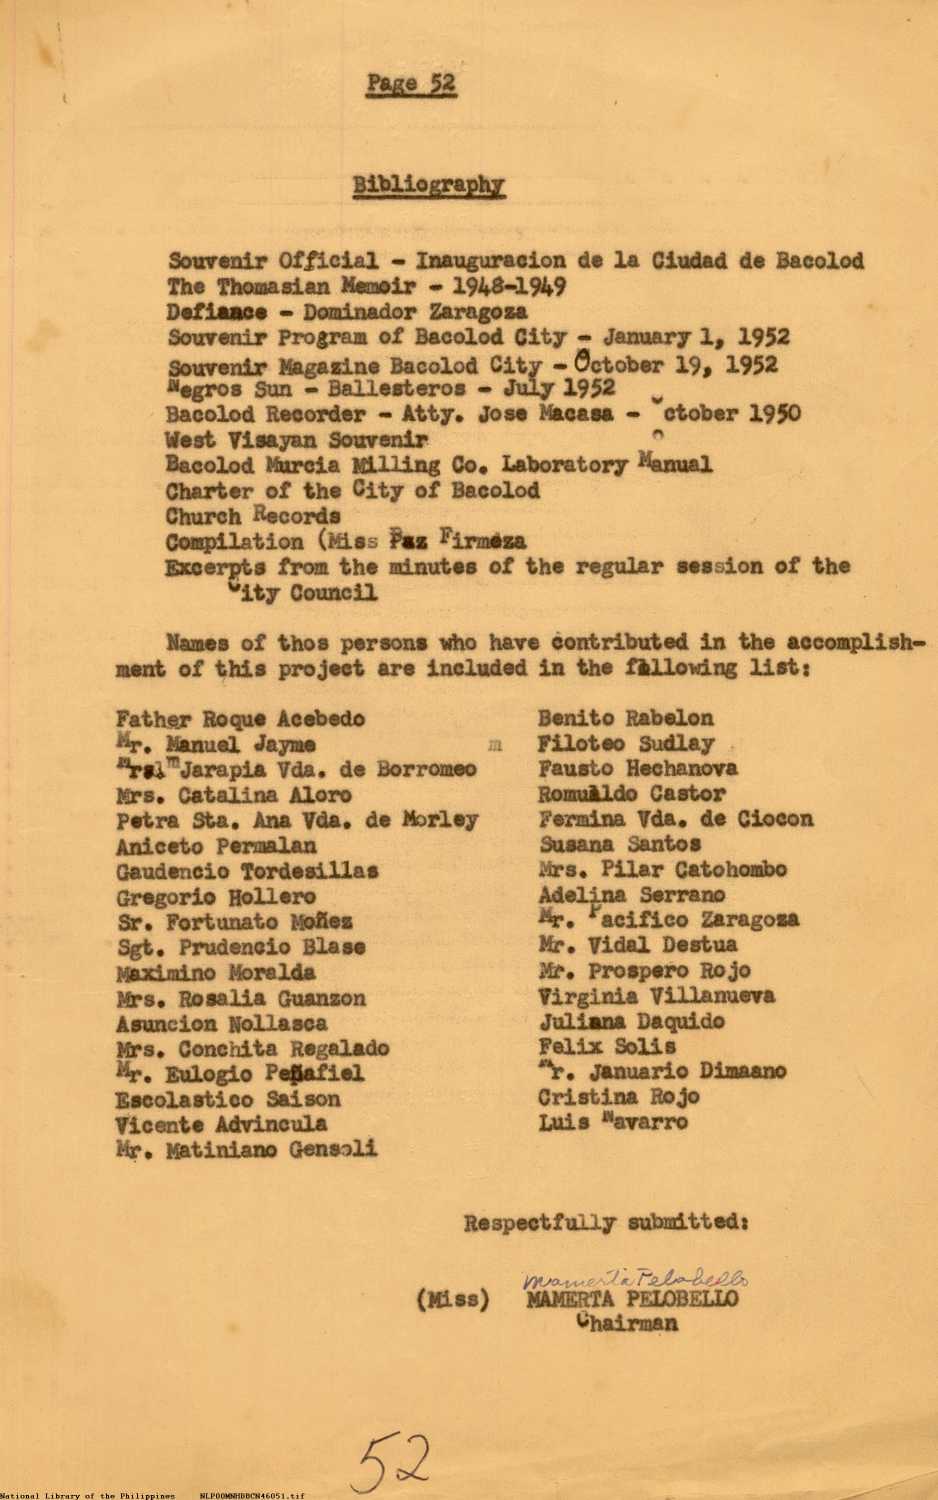 Page 52
Bibliography
Souvenir Official - Inauguracion de la Ciudad de Bacolod
The Thomasian Memoir - 1948-1949
Defiance - Dominador Zaragoza
Souvenir Program of Bacolod City - January 1, 1952
Souvenir Magazine Bacolod City - October 19, 1952
Negros Sun - Ballesteros - July 1952
Bacolod Recorder - Atty. Jose Macasa - October 1950
West Visayan Souvenir
Bacolod Murcia Milling Co. Laboratory Manual
Charter of the City of Bacolod
Church Records
Compilation (Miss Paz Firmeza
Excerpts from the minutes of the regular session of the
City Council
Names of thos persons who have contributed in the accomplish-
ment of this project are included in the following list:
Father Roque Acebedo
Mr. Manuel Jayme
Jarapia Vda. de Borromeo
Mrs. Catalina Aloro
Petra Sta. Ana Vda. de Morley
Aniceto Permalan
Gaudencio Tordesillas
Gregorio Hollero
Sr. Fortunato Moñez
Sgt. Prudencio Blase
Maximino Moralda
Mrs. Rosalia Guanzon
Asuncion Nollasca
Mrs. Conchita Regalado
Mr. Eulogio Peñafiel
Escolastico Saison
Vicente Advincula
Mr. Matiniano Gensoli
Benito Rabelon
m Filoteo Sudlay
Fausto Hechanova
Romualdo Castor
Fermina Vda. de Ciocon
Susana Santos
Mrs. Pilar Catohombo
Adelina Serrano
Mr. Pacifico Zaragoza
Mr. Vidal Destua
Mr. Prospero Rojo
Virginia Villanueva
Juliana Daquido
Felix Solis
Mr. Januario Dimaano
Cristina Rojo
Luis Navarro
Respectfully submitted:
Mamerta Pelobello
(Miss) MAMERTA PELOBELLO
Chairman
52
National Library of the Philippines NLPOOMNHDBCN46051.tif